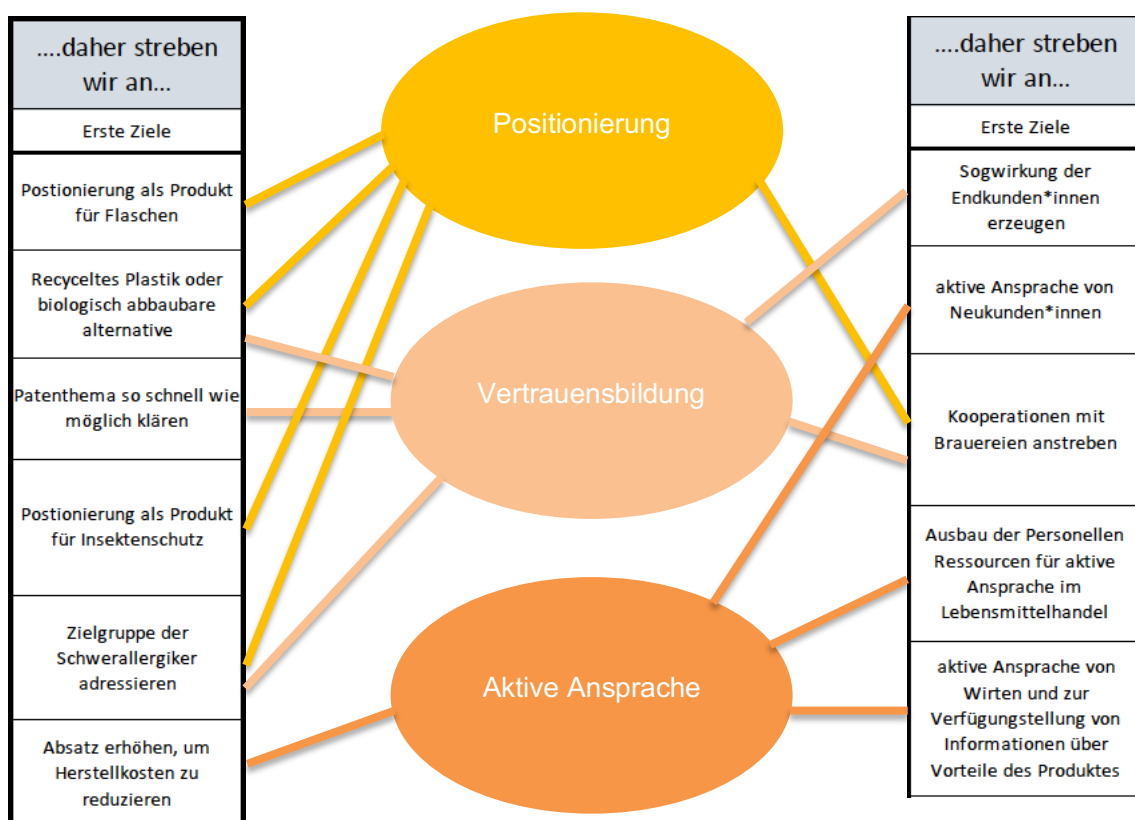 ....daher streben
wir an...
Erste Ziele
Postionierung als Produkt
für Flaschen
Recyceltes Plastik oder
biologisch abbaubare
alternative
Patenthema so schnell wie
möglich klären
Postionierung als Produkt
für Insektenschutz
Zielgruppe der
Schwerallergiker
adressieren
Absatz erhöhen, um
Herstellkosten zu
reduzieren
Positionierung
Vertrauensbildung
Aktive Ansprache
....daher streben
wir an...
Erste Ziele
Sogwirkung der
Endkunden*innen
erzeugen
aktive Ansprache von
Neukunden*innen
Kooperationen mit
Brauereien anstreben
Ausbau der Personellen
Ressourcen für aktive
Ansprache im
Lebensmittelhandel
aktive Ansprache von
Wirten und zur
Verfügungstellung von
Informationen über
Vorteile des Produktes